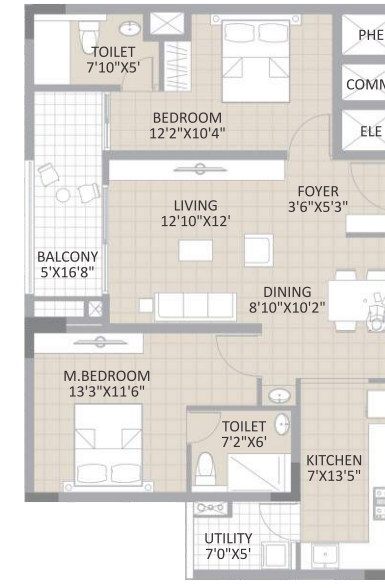 TOILET
7'10"X5'
PHE
COMM
ELE
BEDROOM
12'2"X10'4"
FOYER
3'6"X5'3"
LIVING
12'10"X12'
BALCONY
5'X16'8"
DINING
8'10"X10'2"
M.BEDROOM
13'3"X11'6"
TOILET
7'2"X6'
KITCHEN
7'X13'5"
UTILITY
7'0"X5'